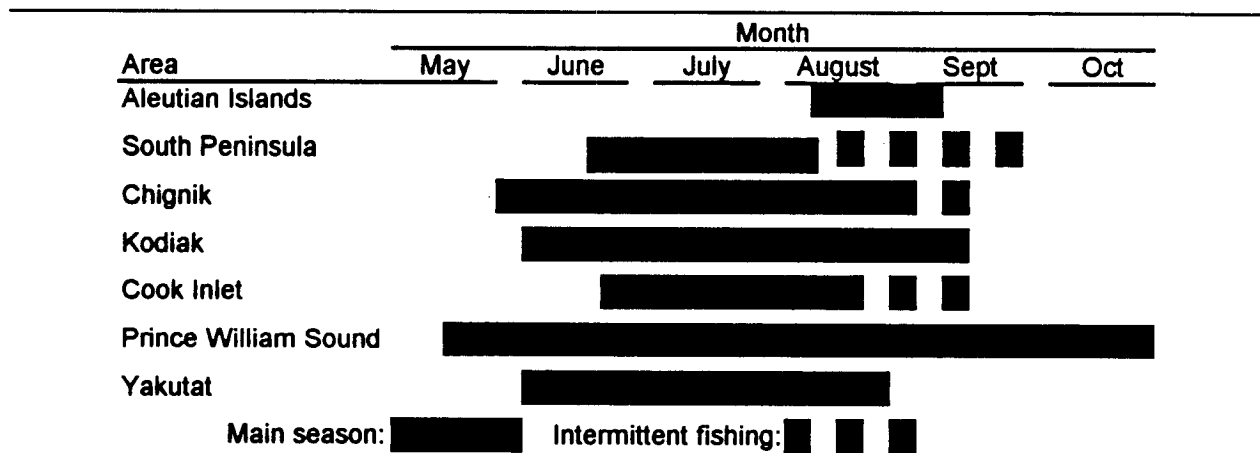 Month
Area May June July August Sept Oct
Aleutian Islands
South Peninsula
Chignik
Kodiak
Cook Inlet
Prince William Sound
Yakutat
Main season: Intermittent fishing: